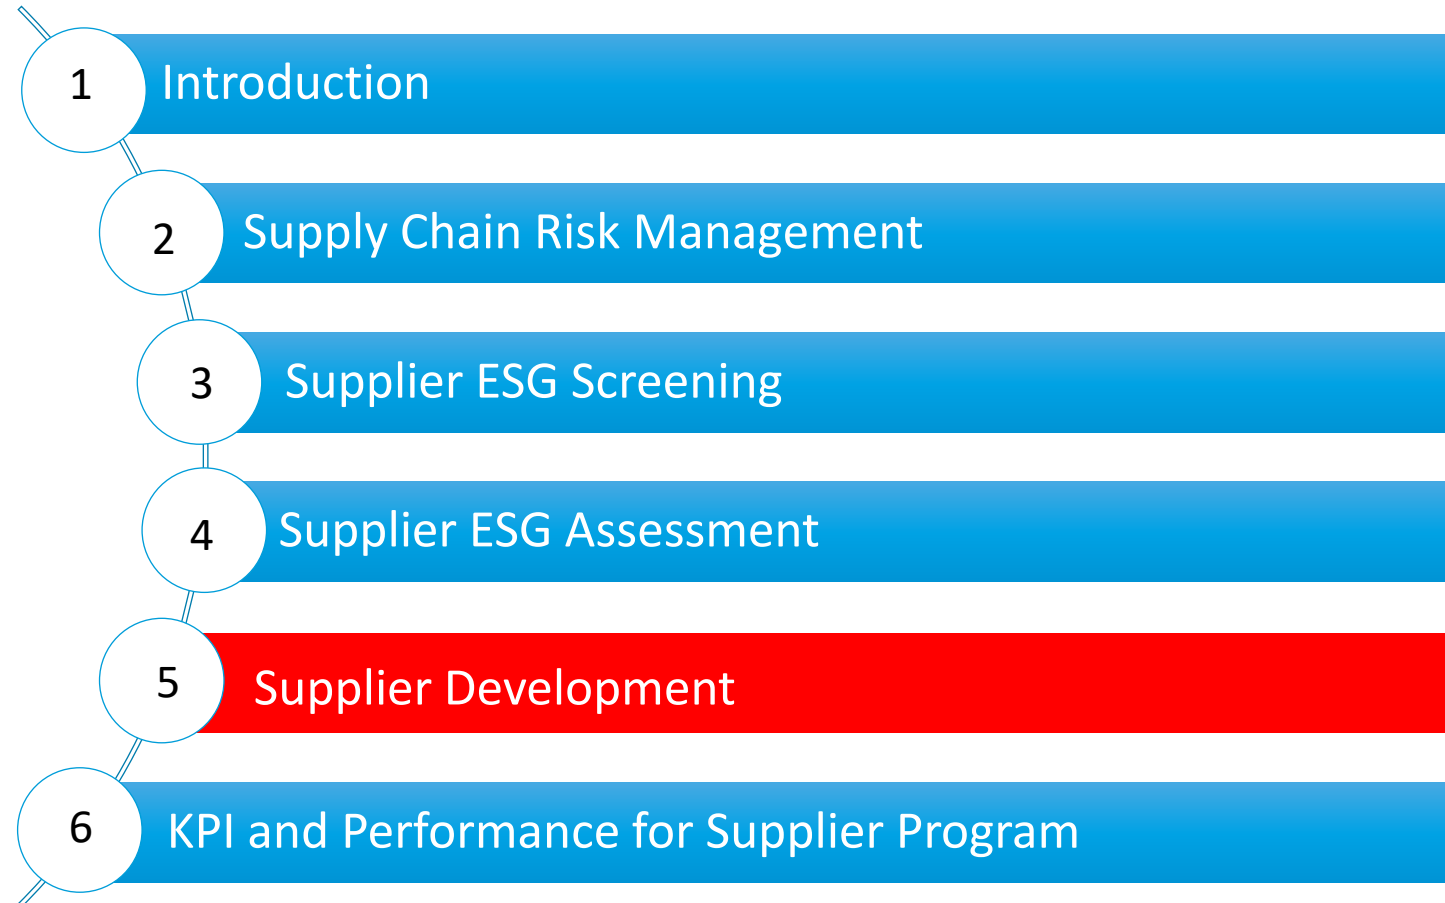 1 Introduction
2 Supply Chain Risk Management
3 Supplier ESG Screening
4 Supplier ESG Assessment
5 Supplier Development
6 KPI and Performance for Supplier Program